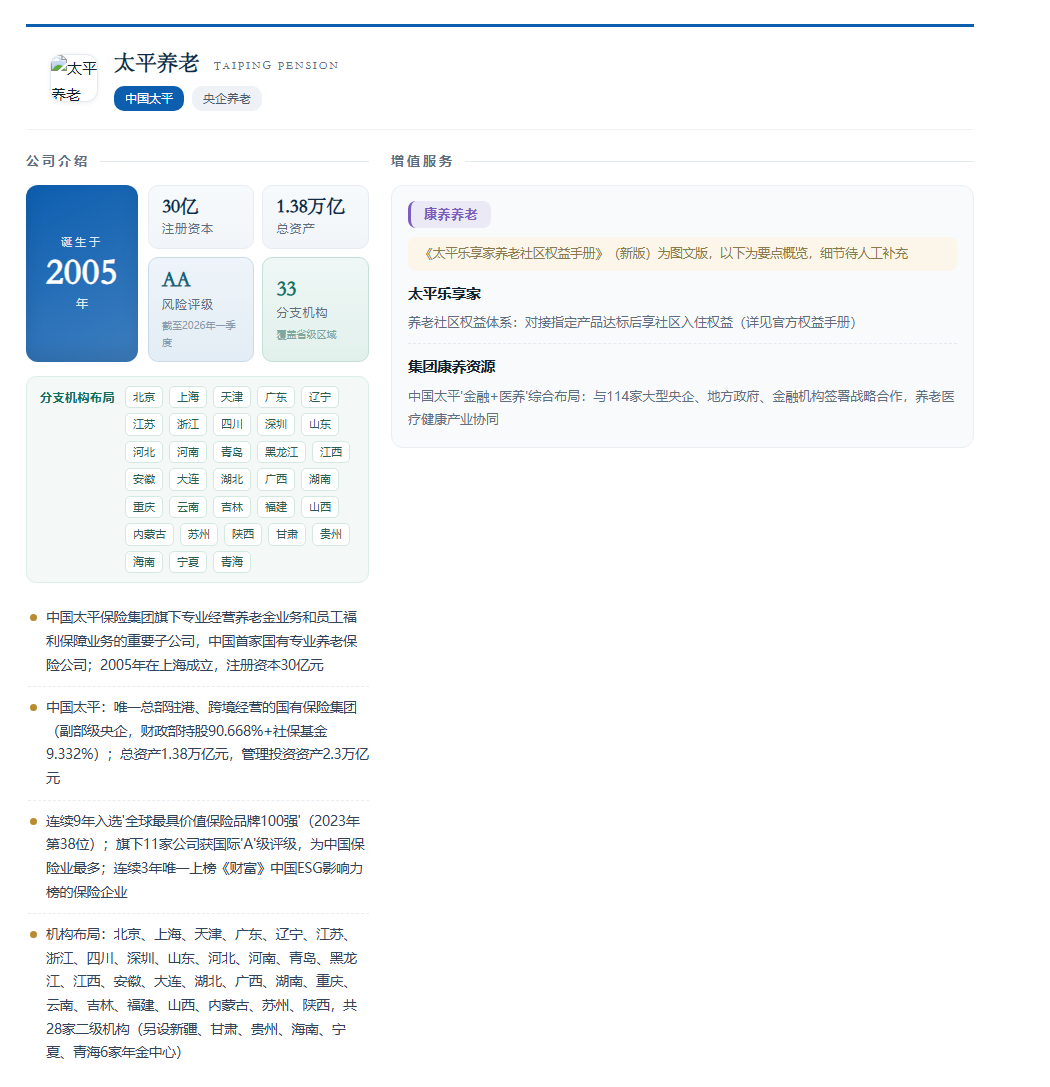 太平养老
太平养老 TAIPING PENSION
中国太平 央企养老
公司介绍
诞生于
2005
年
30亿
注册资本
1.38万亿
总资产
AA
风险评级
截至2026年一季
度
33
分支机构
覆盖省级区域
分支机构布局 北京 上海 天津 广东 辽宁
江苏 浙江 四川 深圳 山东
河北 河南 青岛 黑龙江 江西
安徽 大连 湖北 广西 湖南
重庆 云南 吉林 福建 山西
内蒙古 苏州 陕西 甘肃 贵州
海南 宁夏 青海
中国太平保险集团旗下专业经营养老金业务和员工福
利保障业务的重要子公司，中国首家国有专业养老保
险公司；2005年在上海成立，注册资本30亿元
中国太平：唯一总部驻港、跨境经营的国有保险集团
（副部级央企，财政部持股90.668%+社保基金
9.332%）；总资产1.38万亿元，管理投资资产2.3万亿
元
连续9年入选'全球最具价值保险品牌100强'（2023年
第38位）；旗下11家公司获国际'A'级评级，为中国保
险业最多；连续3年唯一上榜《财富》中国ESG影响力
榜的保险企业
机构布局：北京、上海、天津、广东、辽宁、江苏、
浙江、四川、深圳、山东、河北、河南、青岛、黑龙
江、江西、安徽、大连、湖北、广西、湖南、重庆、
云南、吉林、福建、山西、内蒙古、苏州、陕西，共
28家二级机构（另设新疆、甘肃、贵州、海南、宁
夏、青海6家年金中心）
增值服务
康养养老
《太平乐享家养老社区权益手册》（新版）为图文版，以下为要点概览，细节待人工补充
太平乐享家
养老社区权益体系：对接指定产品达标后享社区入住权益（详见官方权益手册）
集团康养资源
中国太平'金融+医养'综合布局：与114家大型央企、地方政府、金融机构签署战略合作，养老医
疗健康产业协同